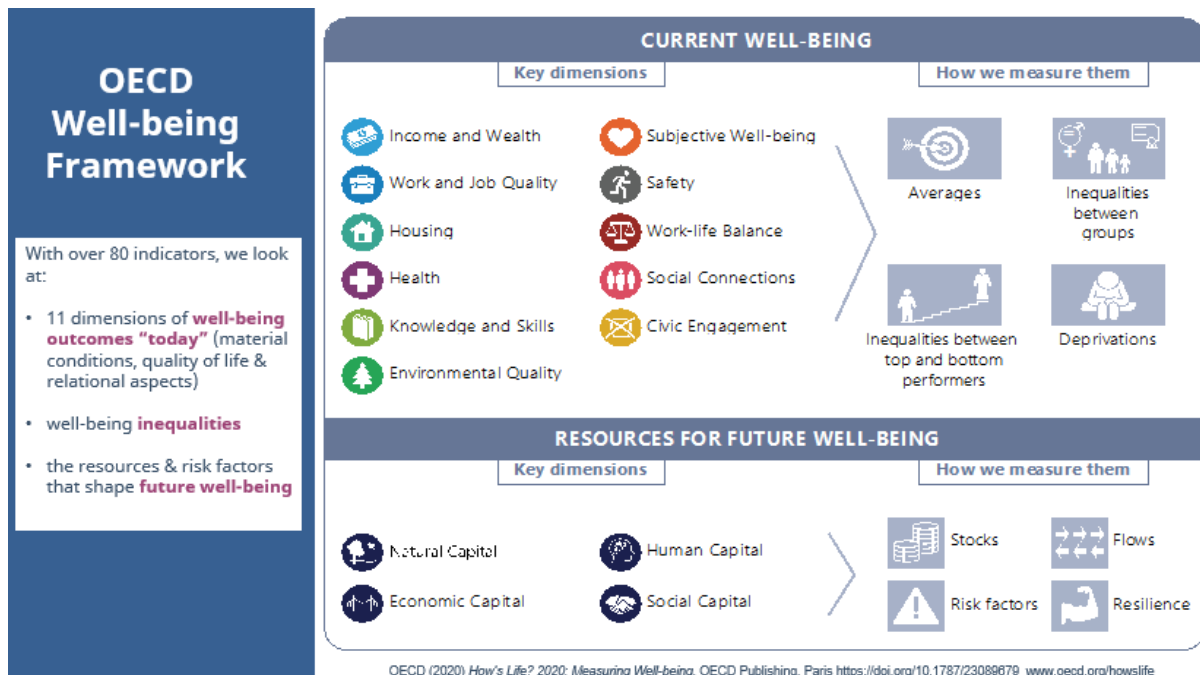 OECD
Well-being
Framework
With over 80 indicators, we look
at:
• 11 dimensions of well-being
outcomes “today” (material
conditions, quality of life &
relational aspects)
• well-being inequalities
• the resources & risk factors
that shape future well-being
CURRENT WELL-BEING
Key dimensions
How we measure them
Income and Wealth
Work and Job Quality
Housing
Health
Knowledge and Skills
Environmental Quality
Subjective Well-being
Safety
Work-life Balance
Social Connections
Civic Engagement
Averages
Inequalities
between
groups
Inequalities between
top and bottom
performers
Deprivations
RESOURCES FOR FUTURE WELL-BEING
Key dimensions
How we measure them
Natural Capital
Economic Capital
Human Capital
Social Capital
Stocks
Flows
Risk factors
Resilience
OECD (2020) How's Life? 2020: Measuring Well-being, OECD Publishing, Paris https://doi.org/10.1787/23089679 www.oecd.org/howslife